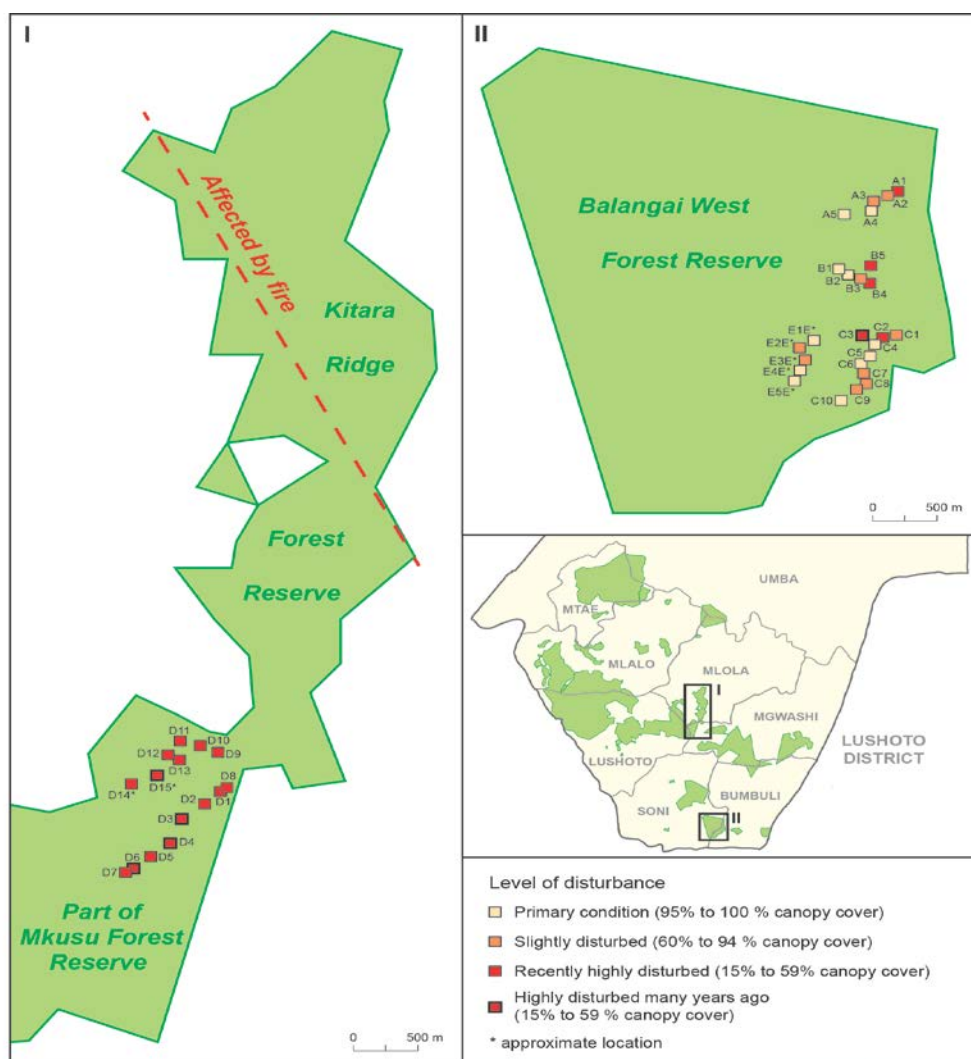 I
Affected by fire
Kitara
Ridge
Forest
Reserve
D11
D10
D12
D9
D13
D8
D14*
D15*
D2
D1
D3
D4
D6
D5
D7
Part of
Mkusu Forest
Reserve
0 500 m
II
Balangai West
Forest Reserve
A1
A3
A2
A5
A4
B5
B1
B2
B3
B4
C3
C2
C1
E1E*
C4
E2E*
C5
E3E*
C6
E4E*
C7
E5E*
C8
C10
C9
0 500 m
UMBA
MTAE
MLALO
MLOLA
I
MGWASHI
LUSHOTO
DISTRICT
LUSHOTO
SONI
BUMBULI
II
Level of disturbance
Primary condition (95% to 100 % canopy cover)
Slightly disturbed (60% to 94 % canopy cover)
Recently highly disturbed (15% to 59% canopy cover)
Highly disturbed many years ago
(15% to 59 % canopy cover)
* approximate location